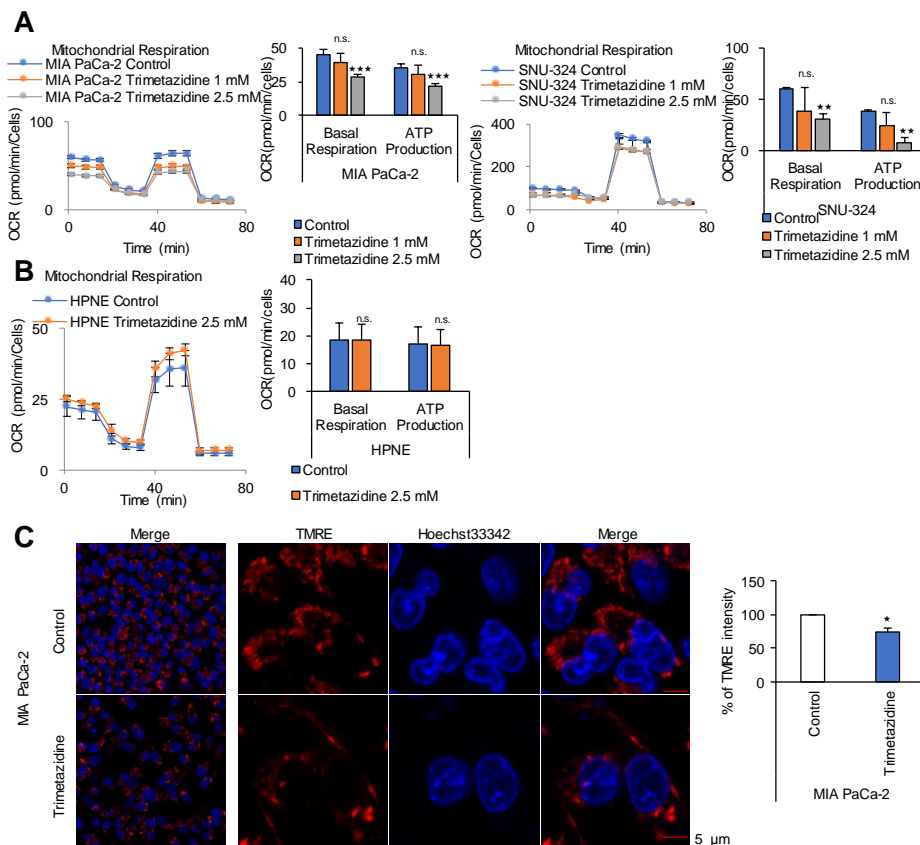 A
Mitochondrial Respiration
MIA PaCa-2 Control
MIA PaCa-2 Trimetazidine 1 mM
MIA PaCa-2 Trimetazidine 2.5 mM
OCR (pmol/min/Cells)
100
50
0
0
40
80
Time (min)
OCR(pmol/min/cells)
50
25
0
n.s.
★★★
n.s.
★★★
Basal
Respiration
ATP
Production
MIA PaCa-2
Control
Trimetazidine 1 mM
Trimetazidine 2.5 mM
Mitochondrial Respiration
SNU-324 Control
SNU-324 Trimetazidine 1 mM
SNU-324 Trimetazidine 2.5 mM
OCR (pmol/min/Cells)
400
200
0
0
40
80
Time (min)
OCR(pmol/min/cells)
100
50
0
n.s.
★★
n.s.
★★
Basal
Respiration
ATP
Production
SNU-324
Control
Trimetazidine 1 mM
Trimetazidine 2.5 mM
B
Mitochondrial Respiration
HPNE Control
HPNE Trimetazidine 2.5 mM
OCR (pmol/min/Cells)
50
25
0
0
40
80
Time (min)
OCR(pmol/min/cells)
40
30
20
10
0
n.s.
n.s.
Basal
Respiration
ATP
Production
HPNE
Control
Trimetazidine 2.5 mM
C
Merge
TMRE
Hoechst33342
Merge
MIA PaCa-2
Control
Trimetazidine
5 µm
% of TMRE intensity
150
100
50
0
★
Control
Trimetazidine
MIA PaCa-2